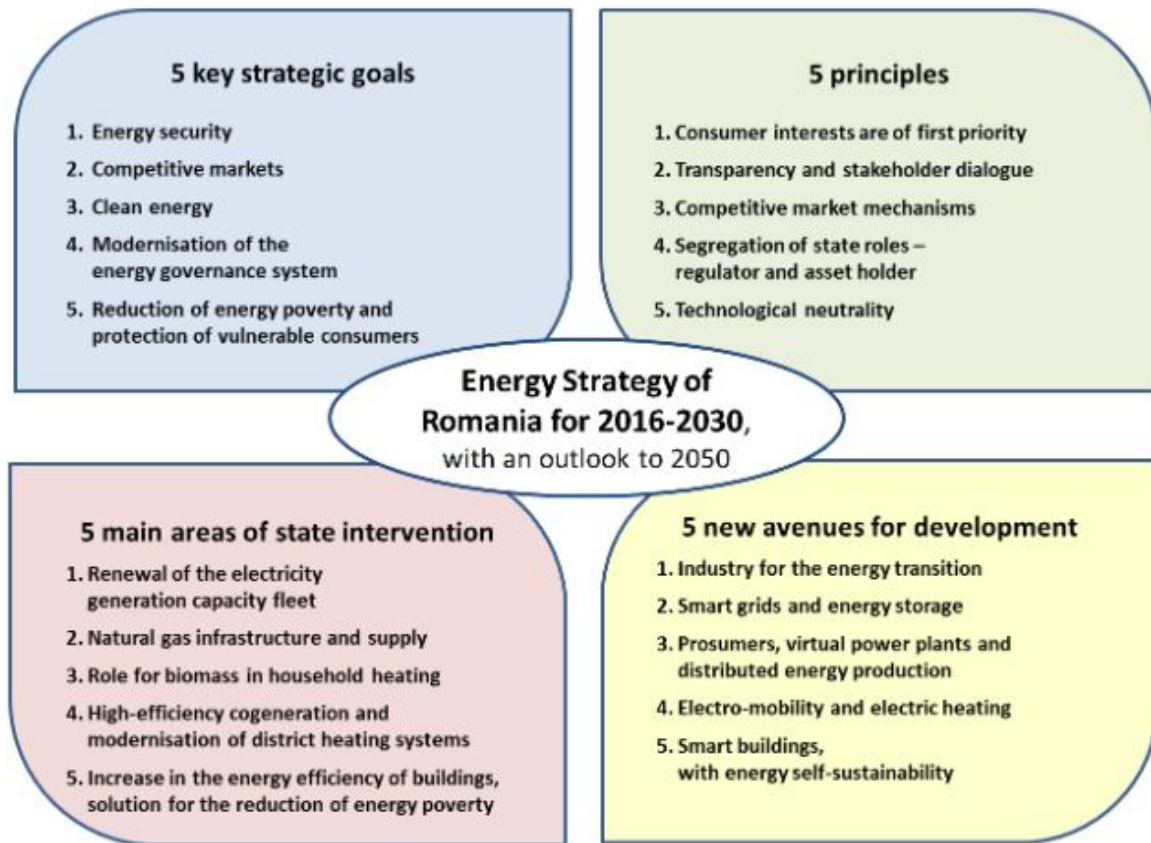 5 key strategic goals
1. Energy security
2. Competitive markets
3. Clean energy
4. Modernisation of the
energy governance system
5. Reduction of energy poverty and
protection of vulnerable consumers
5 principles
1. Consumer interests are of first priority
2. Transparency and stakeholder dialogue
3. Competitive market mechanisms
4. Segregation of state roles –
regulator and asset holder
5. Technological neutrality
Energy Strategy of
Romania for 2016-2030,
with an outlook to 2050
5 main areas of state intervention
1. Renewal of the electricity
generation capacity fleet
2. Natural gas infrastructure and supply
3. Role for biomass in household heating
4. High-efficiency cogeneration and
modernisation of district heating systems
5. Increase in the energy efficiency of buildings,
solution for the reduction of energy poverty
5 new avenues for development
1. Industry for the energy transition
2. Smart grids and energy storage
3. Prosumers, virtual power plants and
distributed energy production
4. Electro-mobility and electric heating
5. Smart buildings,
with energy self-sustainability